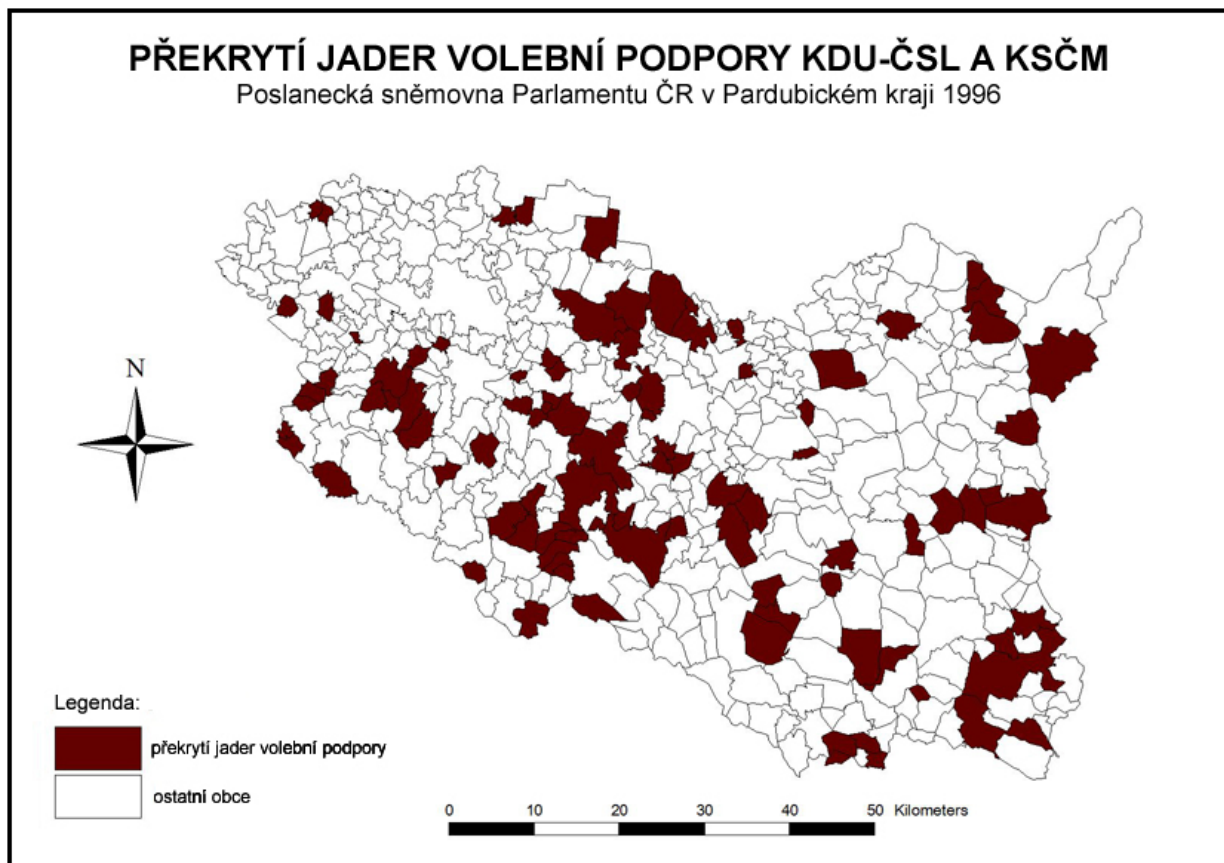 PŘEKRYTÍ JADER VOLEBNÍ PODPORY KDU-ČSL A KSČM
Poslanecká sněmovna Parlamentu ČR v Pardubickém kraji 1996
N
Legenda:
překrytí jader volební podpory
ostatní obce
0 10 20 30 40 50 Kilometers